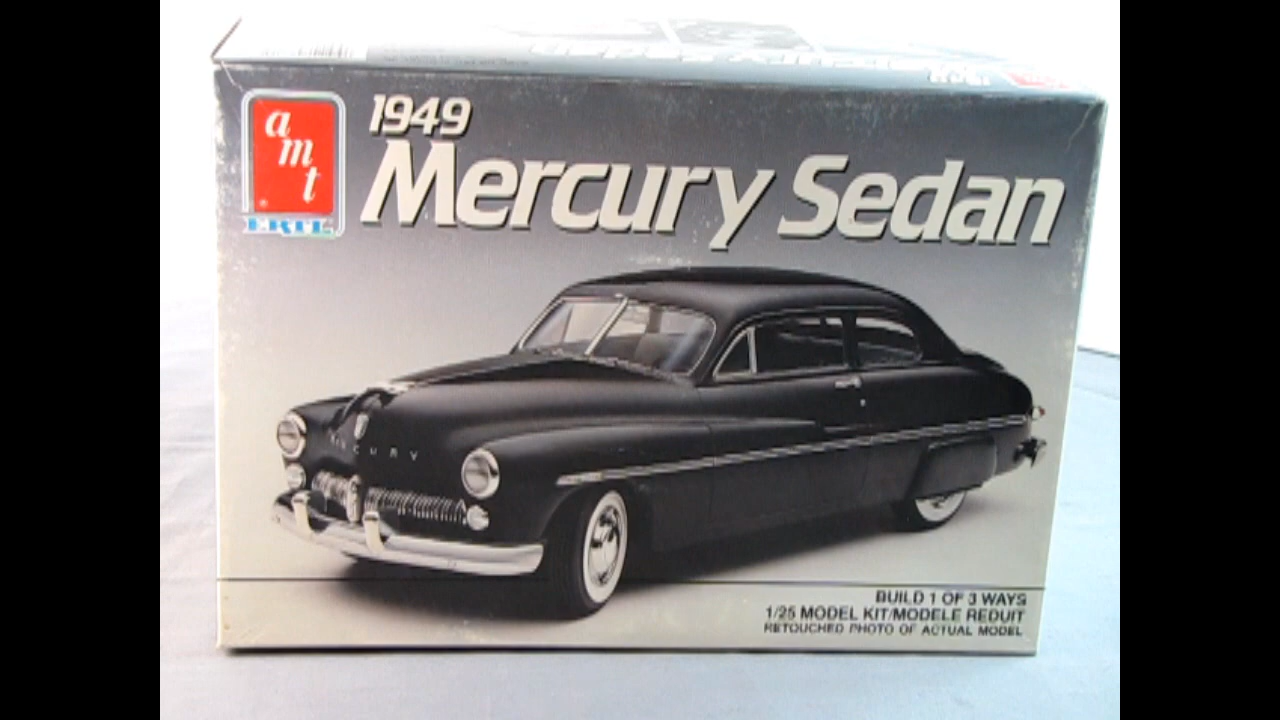 amt
ERTL
1949
Mercury Sedan
MERCURY
BUILD 1 OF 3 WAYS
1/25 MODEL KIT/MODELE REDUIT
RETOUCHED PHOTO OF ACTUAL MODEL